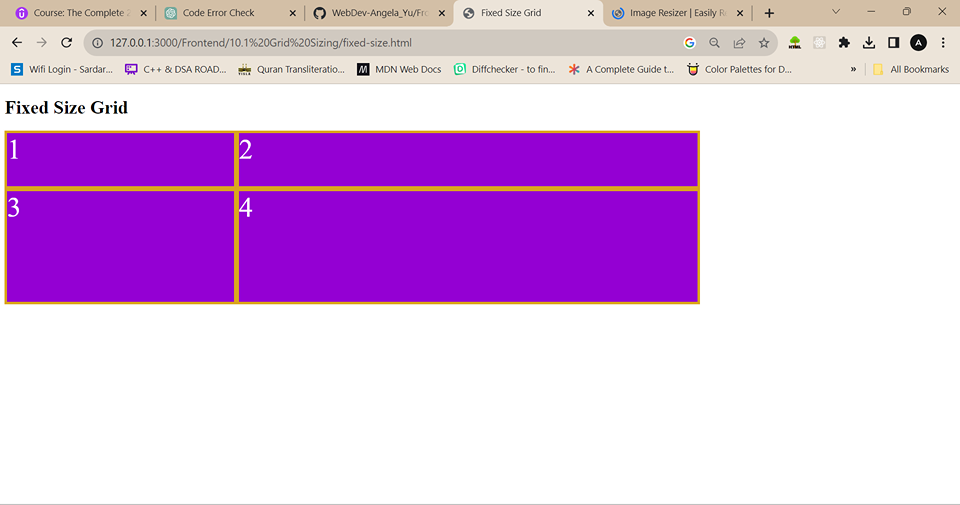 Course: The Complete 2
Code Error Check
WebDev-Angela_Yu/Fro
Fixed Size Grid
Image Resizer | Easily Re
127.0.0.1:3000/Frontend/10.1%20Grid%20Sizing/fixed-size.html
A
Wifi Login - Sardar...
C++ & DSA ROAD...
Quran Transliteratio...
MDN Web Docs
Diffchecker - to fin...
A Complete Guide t...
Color Palettes for D...
»
All Bookmarks
Fixed Size Grid
1
2
3
4